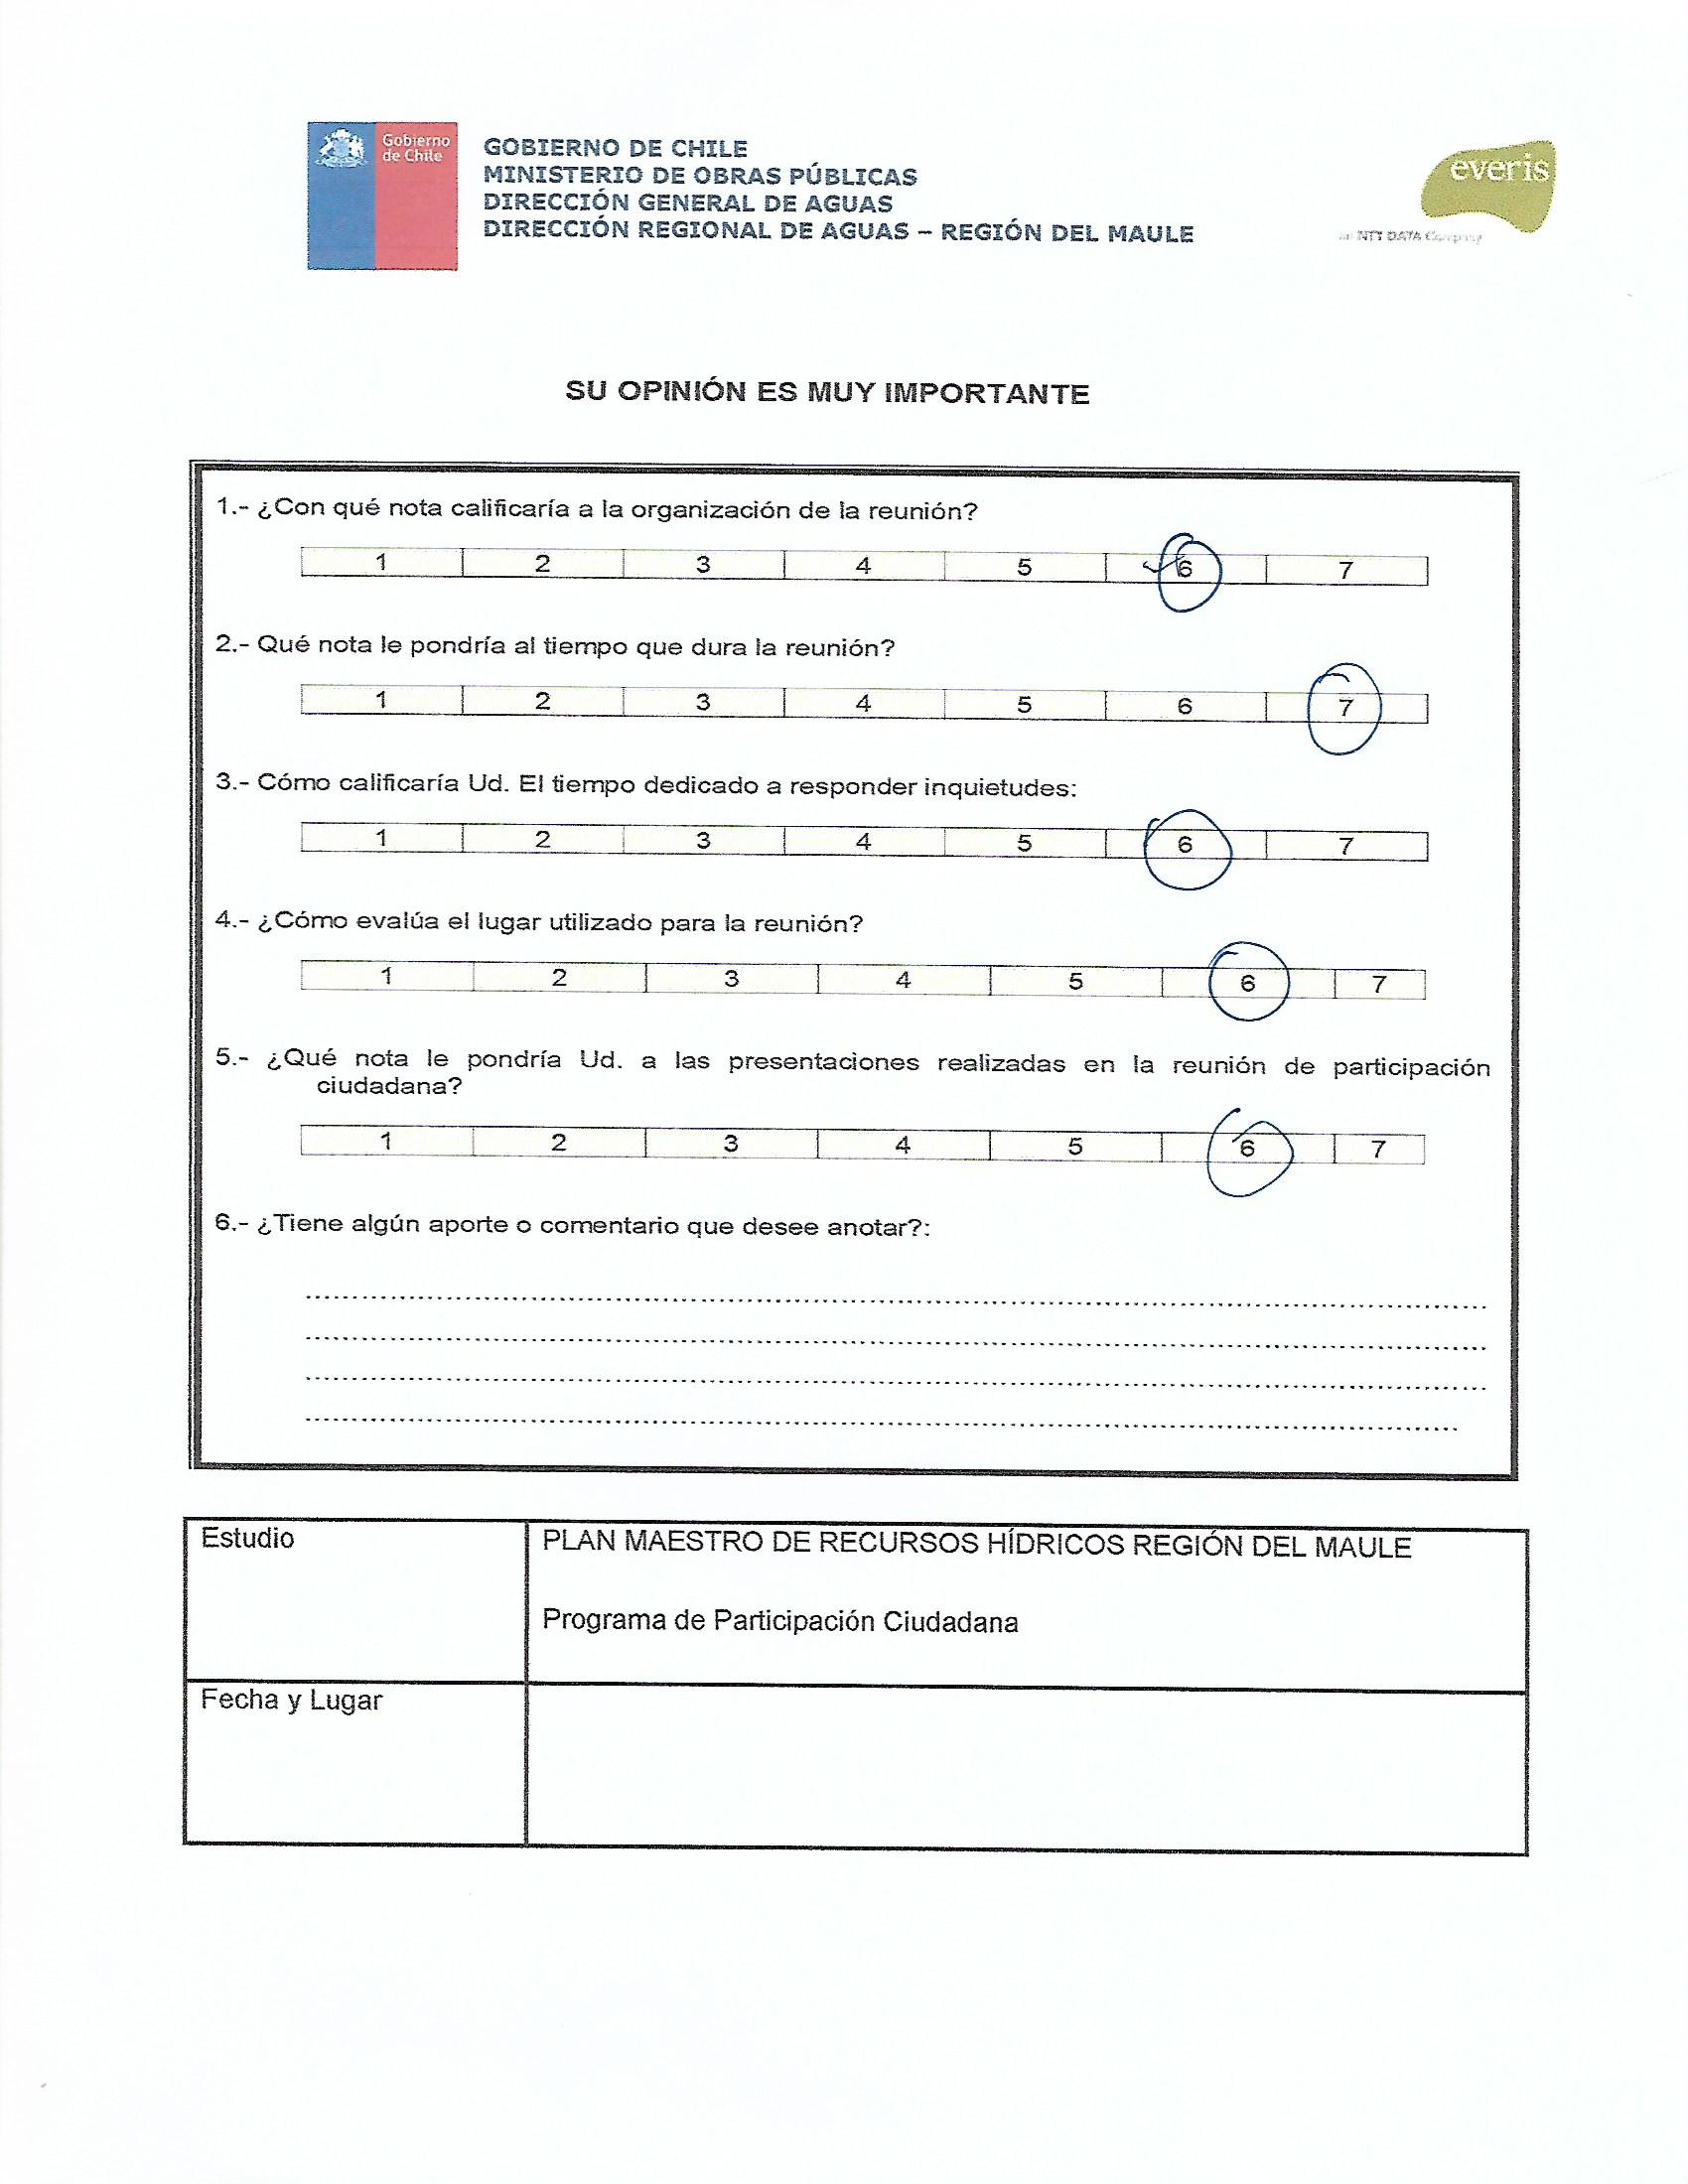 Gobierno
de Chile
GOBIERNO DE CHILE
MINISTERIO DE OBRAS PÚBLICAS
DIRECCIÓN GENERAL DE AGUAS
DIRECCIÓN REGIONAL DE AGUAS – REGIÓN DEL MAULE
everis
an NTT DATA Company
SU OPINIÓN ES MUY IMPORTANTE
1.- ¿Con qué nota calificaría a la organización de la reunión?
1 2 3 4 5 6 7
2.- Qué nota le pondría al tiempo que dura la reunión?
1 2 3 4 5 6 7
3.- Cómo calificaría Ud. El tiempo dedicado a responder inquietudes:
1 2 3 4 5 6 7
4.- ¿Cómo evalúa el lugar utilizado para la reunión?
1 2 3 4 5 6 7
5.- ¿Qué nota le pondría Ud. a las presentaciones realizadas en la reunión de participación
ciudadana?
1 2 3 4 5 6 7
6.- ¿Tiene algún aporte o comentario que desee anotar?:
Estudio
PLAN MAESTRO DE RECURSOS HÍDRICOS REGIÓN DEL MAULE
Programa de Participación Ciudadana
Fecha y Lugar